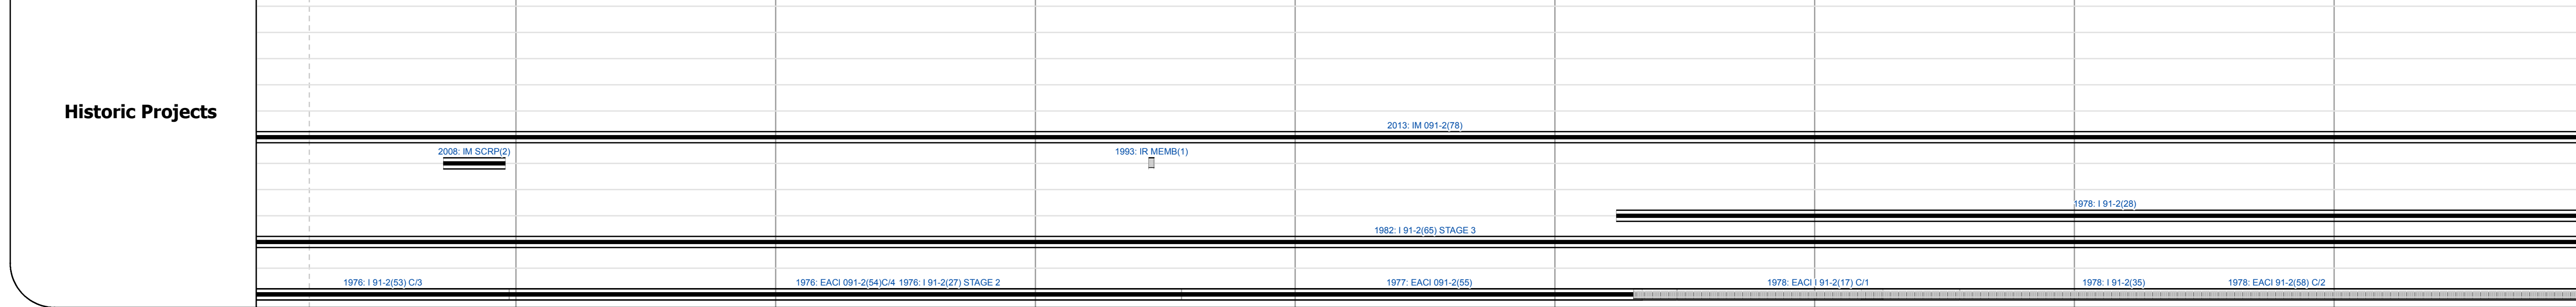 Historic Projects
2013: IM 091-2(78)
2008: IM SCRP(2)
1993: IR MEMB(1)
1978: I 91-2(28)
1982: I 91-2(65) STAGE 3
1976: I 91-2(53) C/3
1976: EACI 091-2(54)C/4
1976: I 91-2(27) STAGE 2
1977: EACI 091-2(55)
1978: EACI I 91-2(17) C/1
1978: I 91-2(35)
1978: EACI 91-2(58) C/2